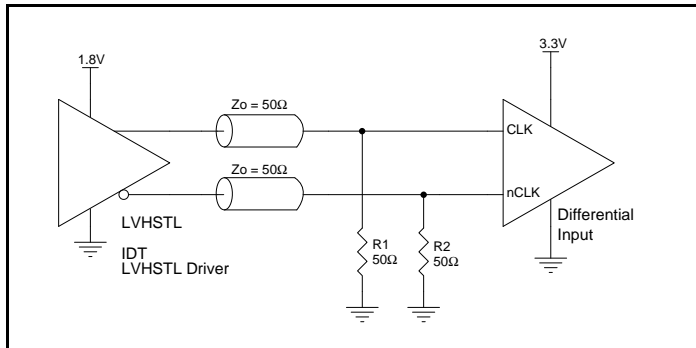 1.8V
3.3V
Zo = 50Ω
CLK
Zo = 50Ω
nCLK
LVHSTL
IDT
LVHSTL Driver
R1
50Ω
R2
50Ω
Differential
Input